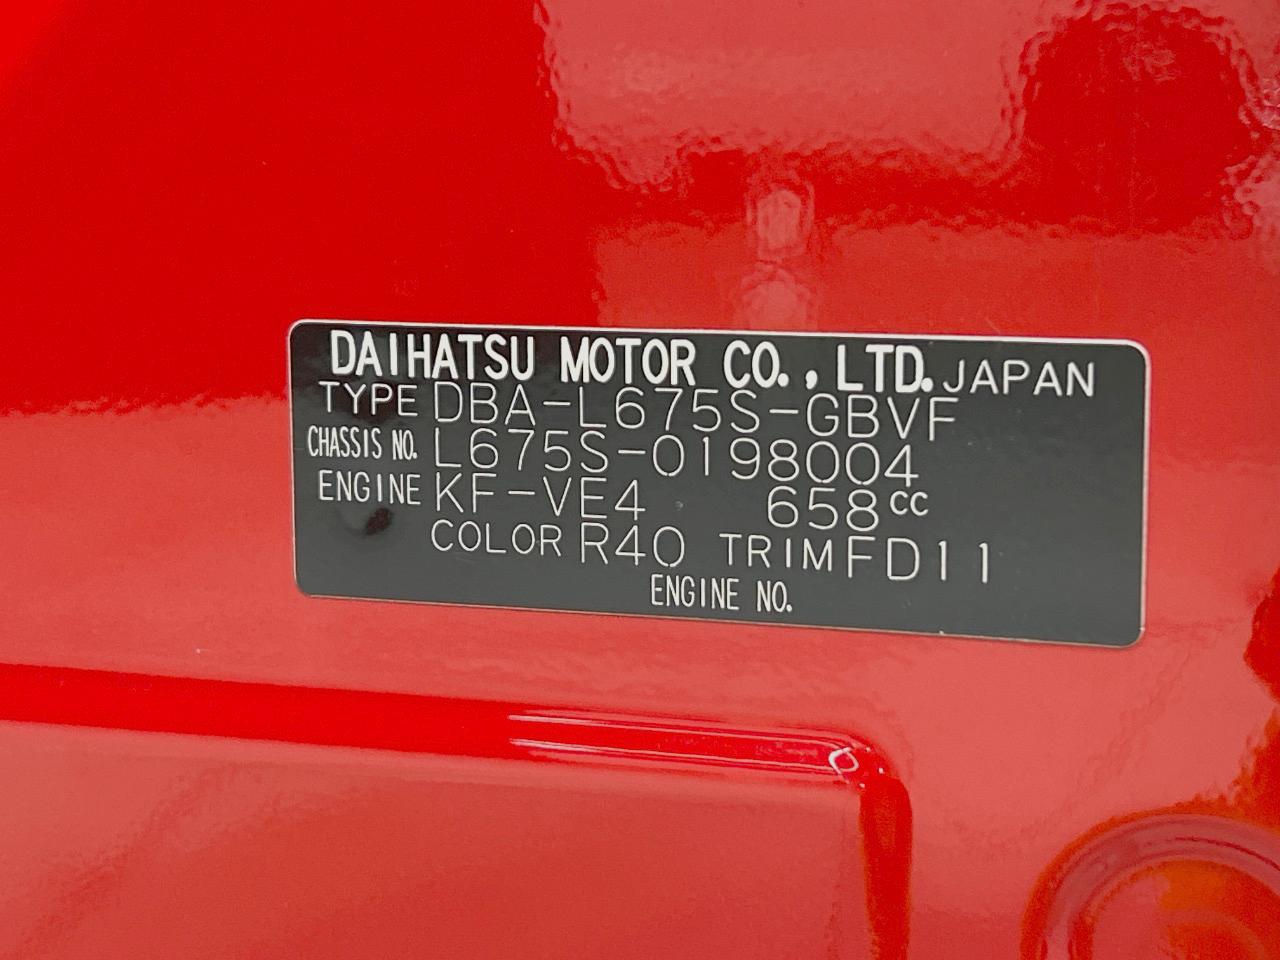 DAIHATSU MOTOR CO., LTD. JAPAN
TYPE DBA-L675S-GBVF
CHASSIS NO. L675S-0198004
ENGINE KF-VE4 658cc
COLOR R40 TRIM FD11
ENGINE NO.